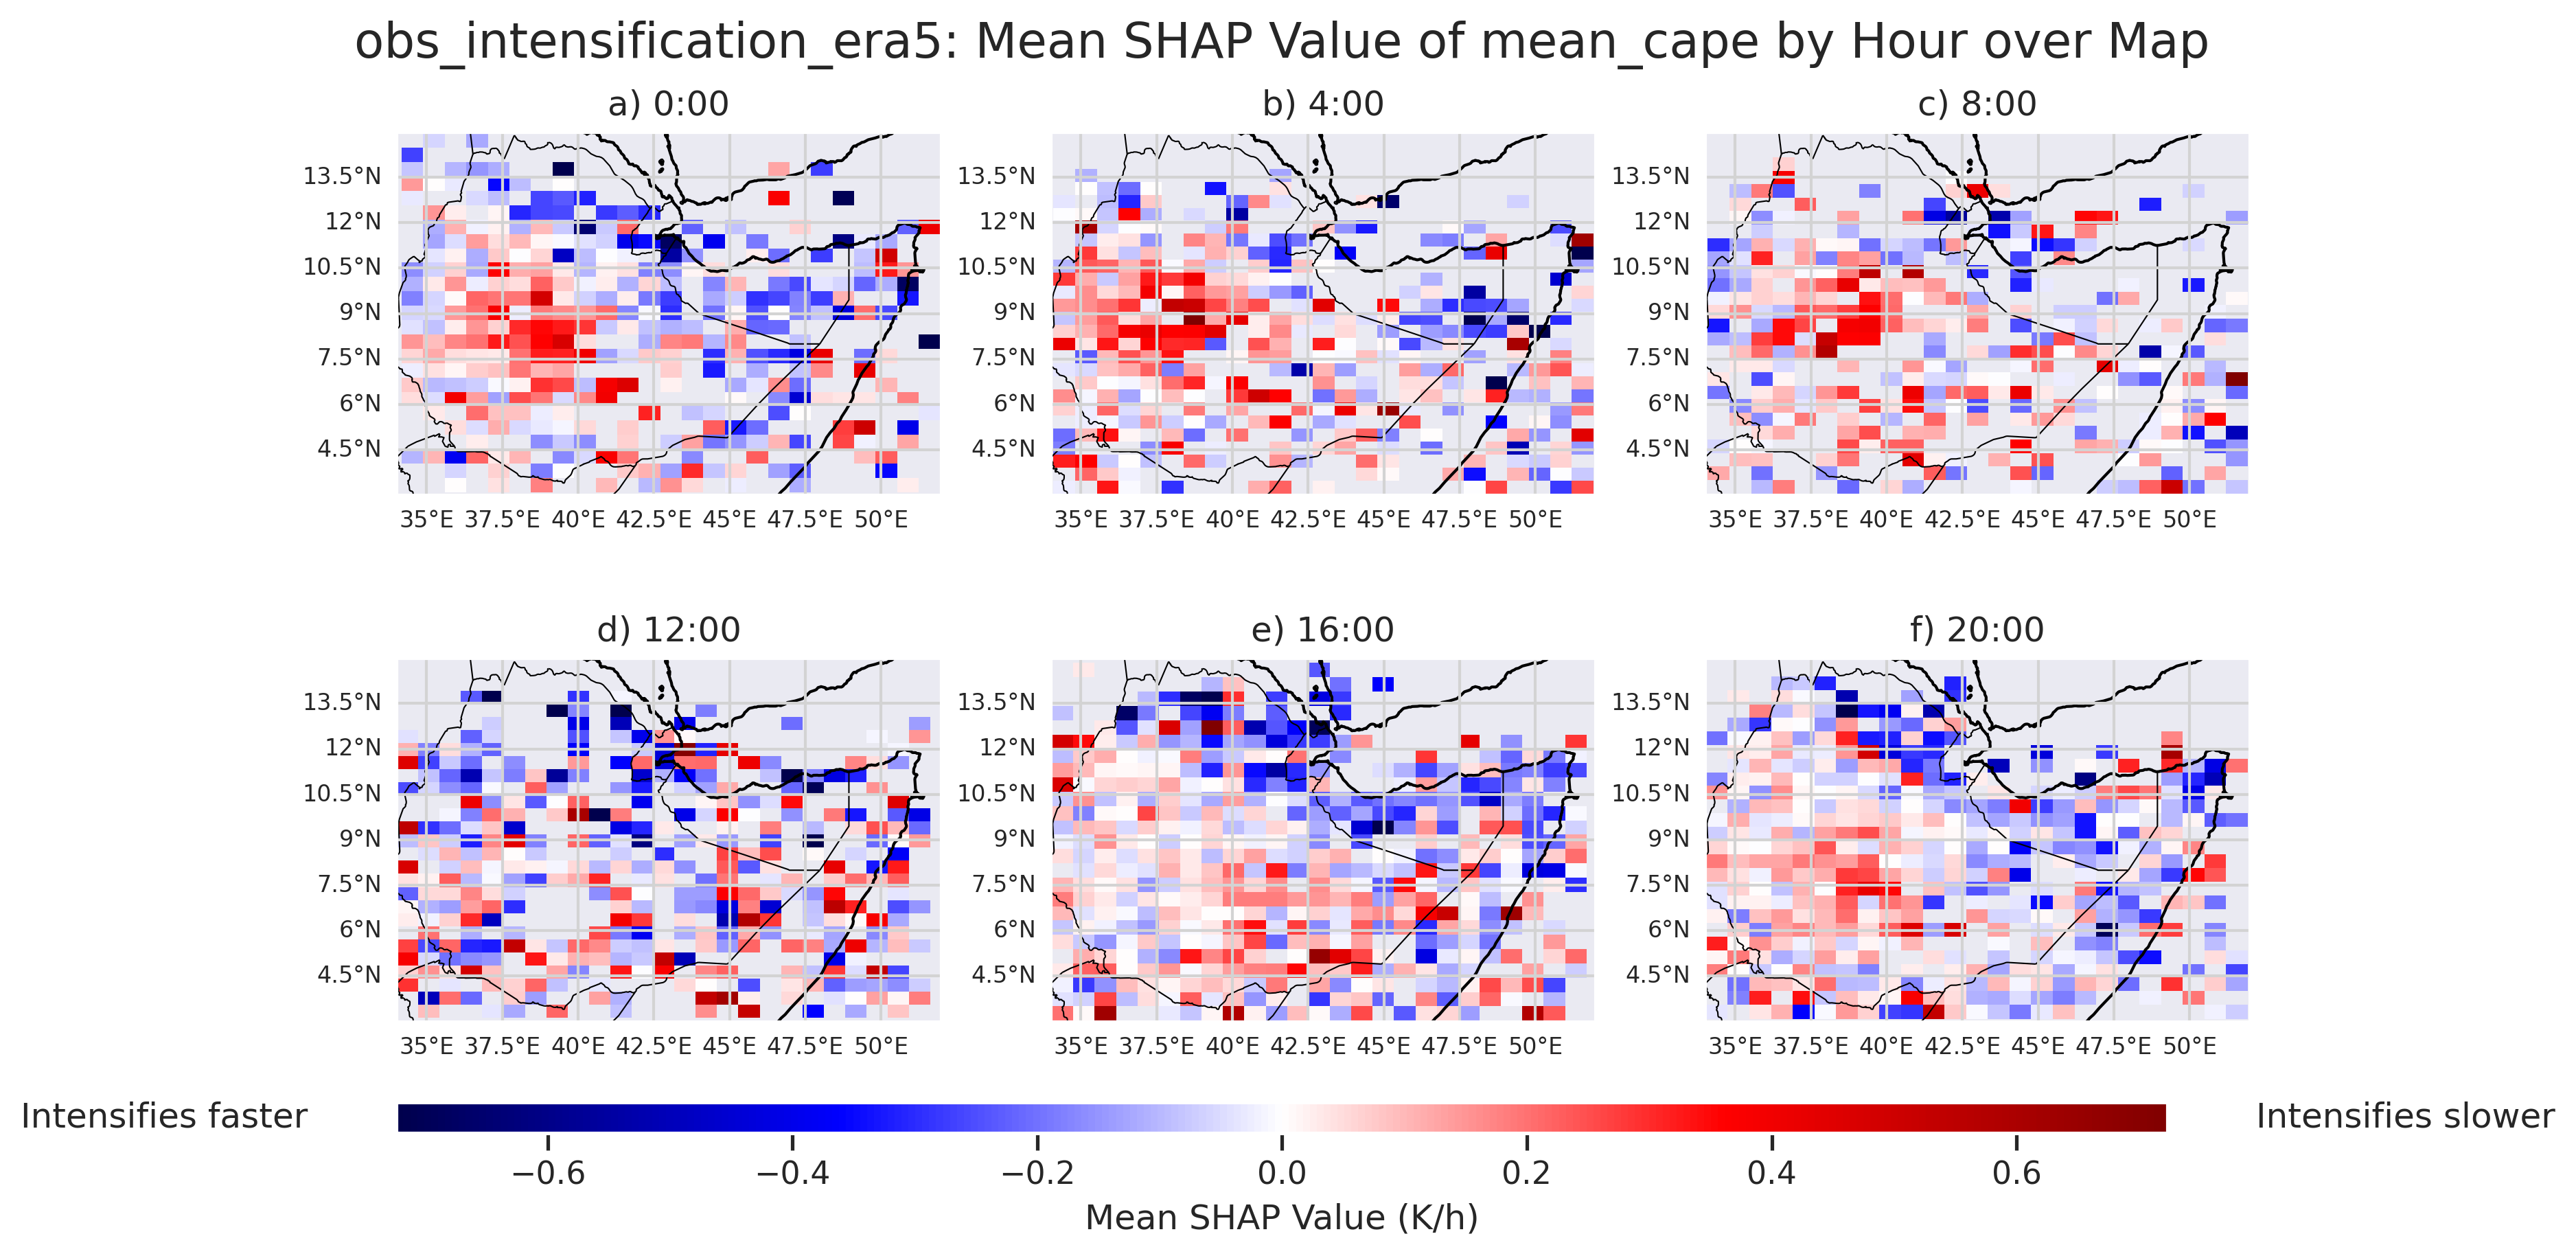 obs_intensification_era5: Mean SHAP Value of mean_cape by Hour over Map
a) 0:00
b) 4:00
c) 8:00
13.5°N
12°N
10.5°N
9°N
7.5°N
6°N
4.5°N
35°E 37.5°E 40°E 42.5°E 45°E 47.5°E 50°E
13.5°N
12°N
10.5°N
9°N
7.5°N
6°N
4.5°N
35°E 37.5°E 40°E 42.5°E 45°E 47.5°E 50°E
13.5°N
12°N
10.5°N
9°N
7.5°N
6°N
4.5°N
35°E 37.5°E 40°E 42.5°E 45°E 47.5°E 50°E
d) 12:00
e) 16:00
f) 20:00
13.5°N
12°N
10.5°N
9°N
7.5°N
6°N
4.5°N
35°E 37.5°E 40°E 42.5°E 45°E 47.5°E 50°E
13.5°N
12°N
10.5°N
9°N
7.5°N
6°N
4.5°N
35°E 37.5°E 40°E 42.5°E 45°E 47.5°E 50°E
13.5°N
12°N
10.5°N
9°N
7.5°N
6°N
4.5°N
35°E 37.5°E 40°E 42.5°E 45°E 47.5°E 50°E
Intensifies faster
Intensifies slower
−0.6 −0.4 −0.2 0.0 0.2 0.4 0.6
Mean SHAP Value (K/h)